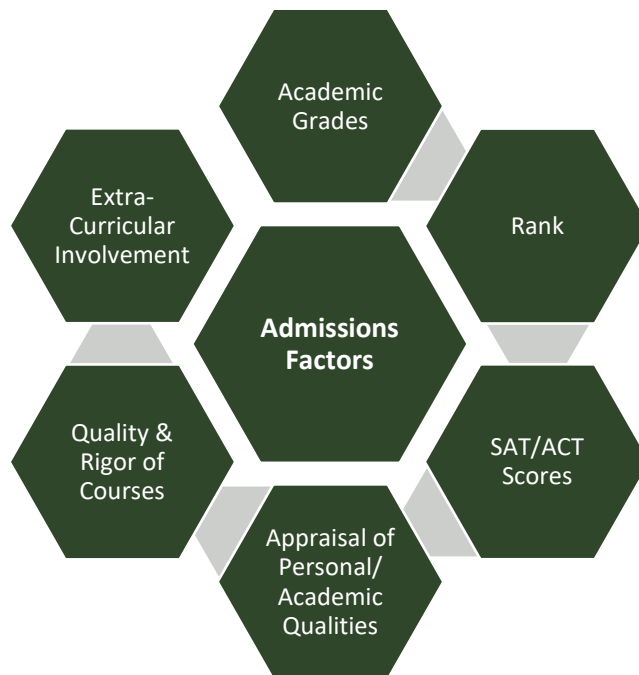 Academic
Grades
Rank
SAT/ACT
Scores
Appraisal of
Personal/
Academic
Qualities
Quality &
Rigor of
Courses
Extra-
Curricular
Involvement
Admissions
Factors